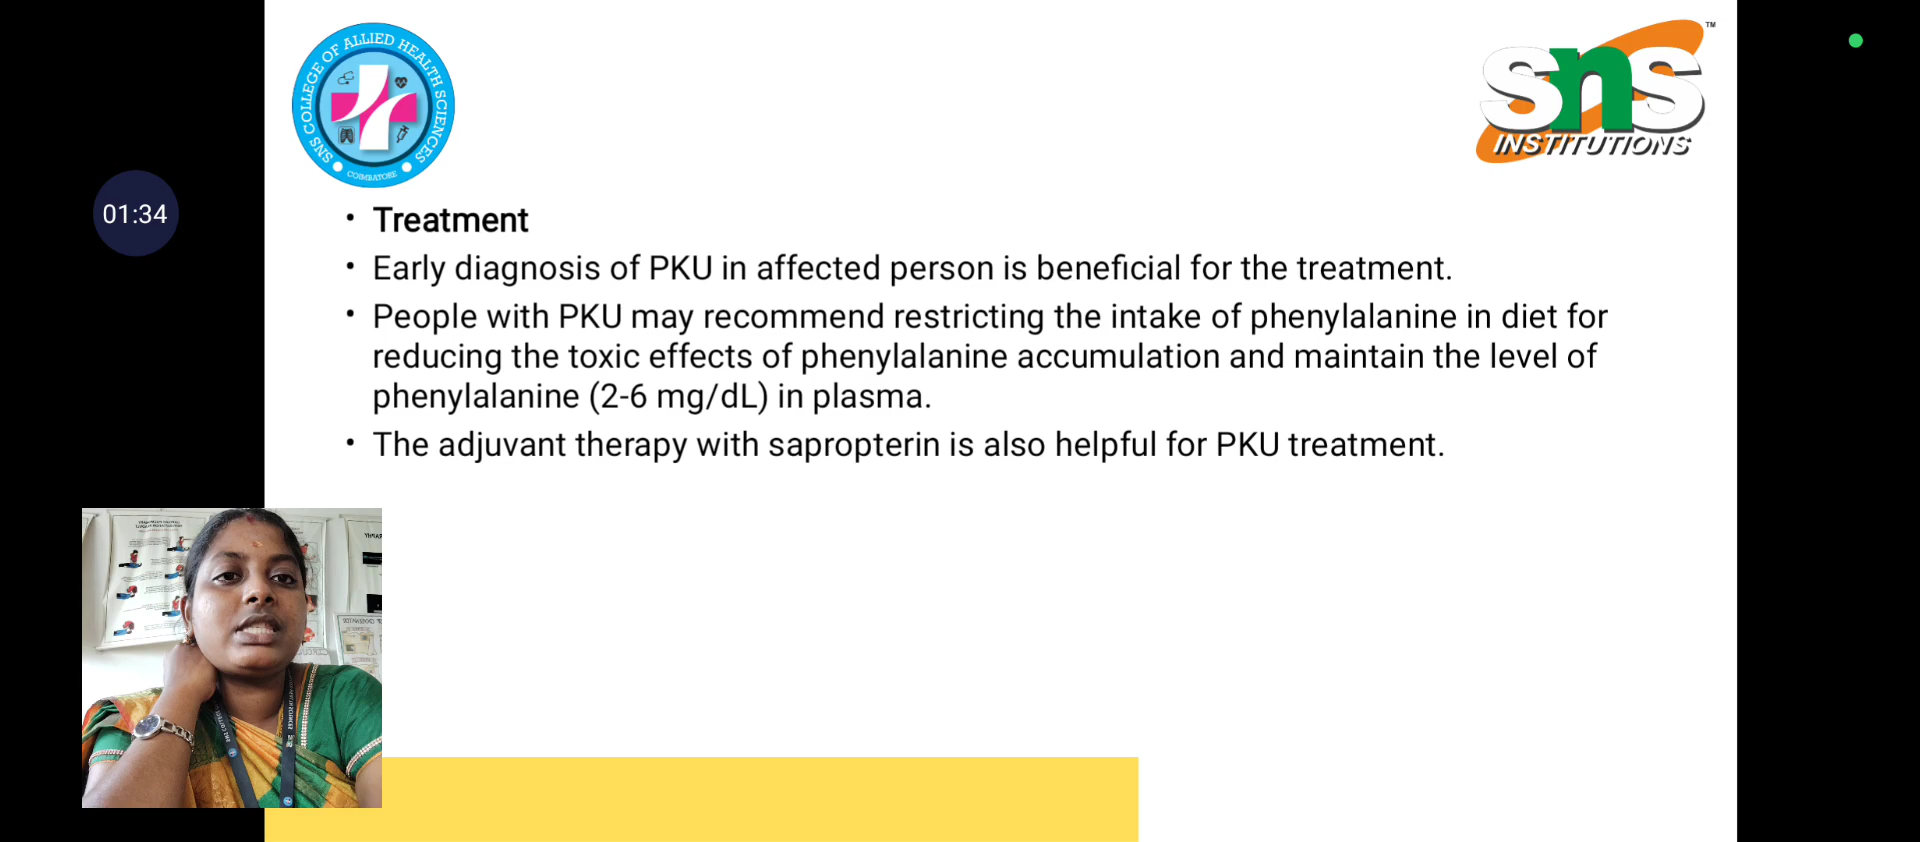 SNS COLLEGE OF ALLIED HEALTH SCIENCES
COIMBATORE
sns
TM
INSTITUTIONS
01:34
• Treatment
• Early diagnosis of PKU in affected person is beneficial for the treatment.
• People with PKU may recommend restricting the intake of phenylalanine in diet for
reducing the toxic effects of phenylalanine accumulation and maintain the level of
phenylalanine (2-6 mg/dL) in plasma.
• The adjuvant therapy with sapropterin is also helpful for PKU treatment.